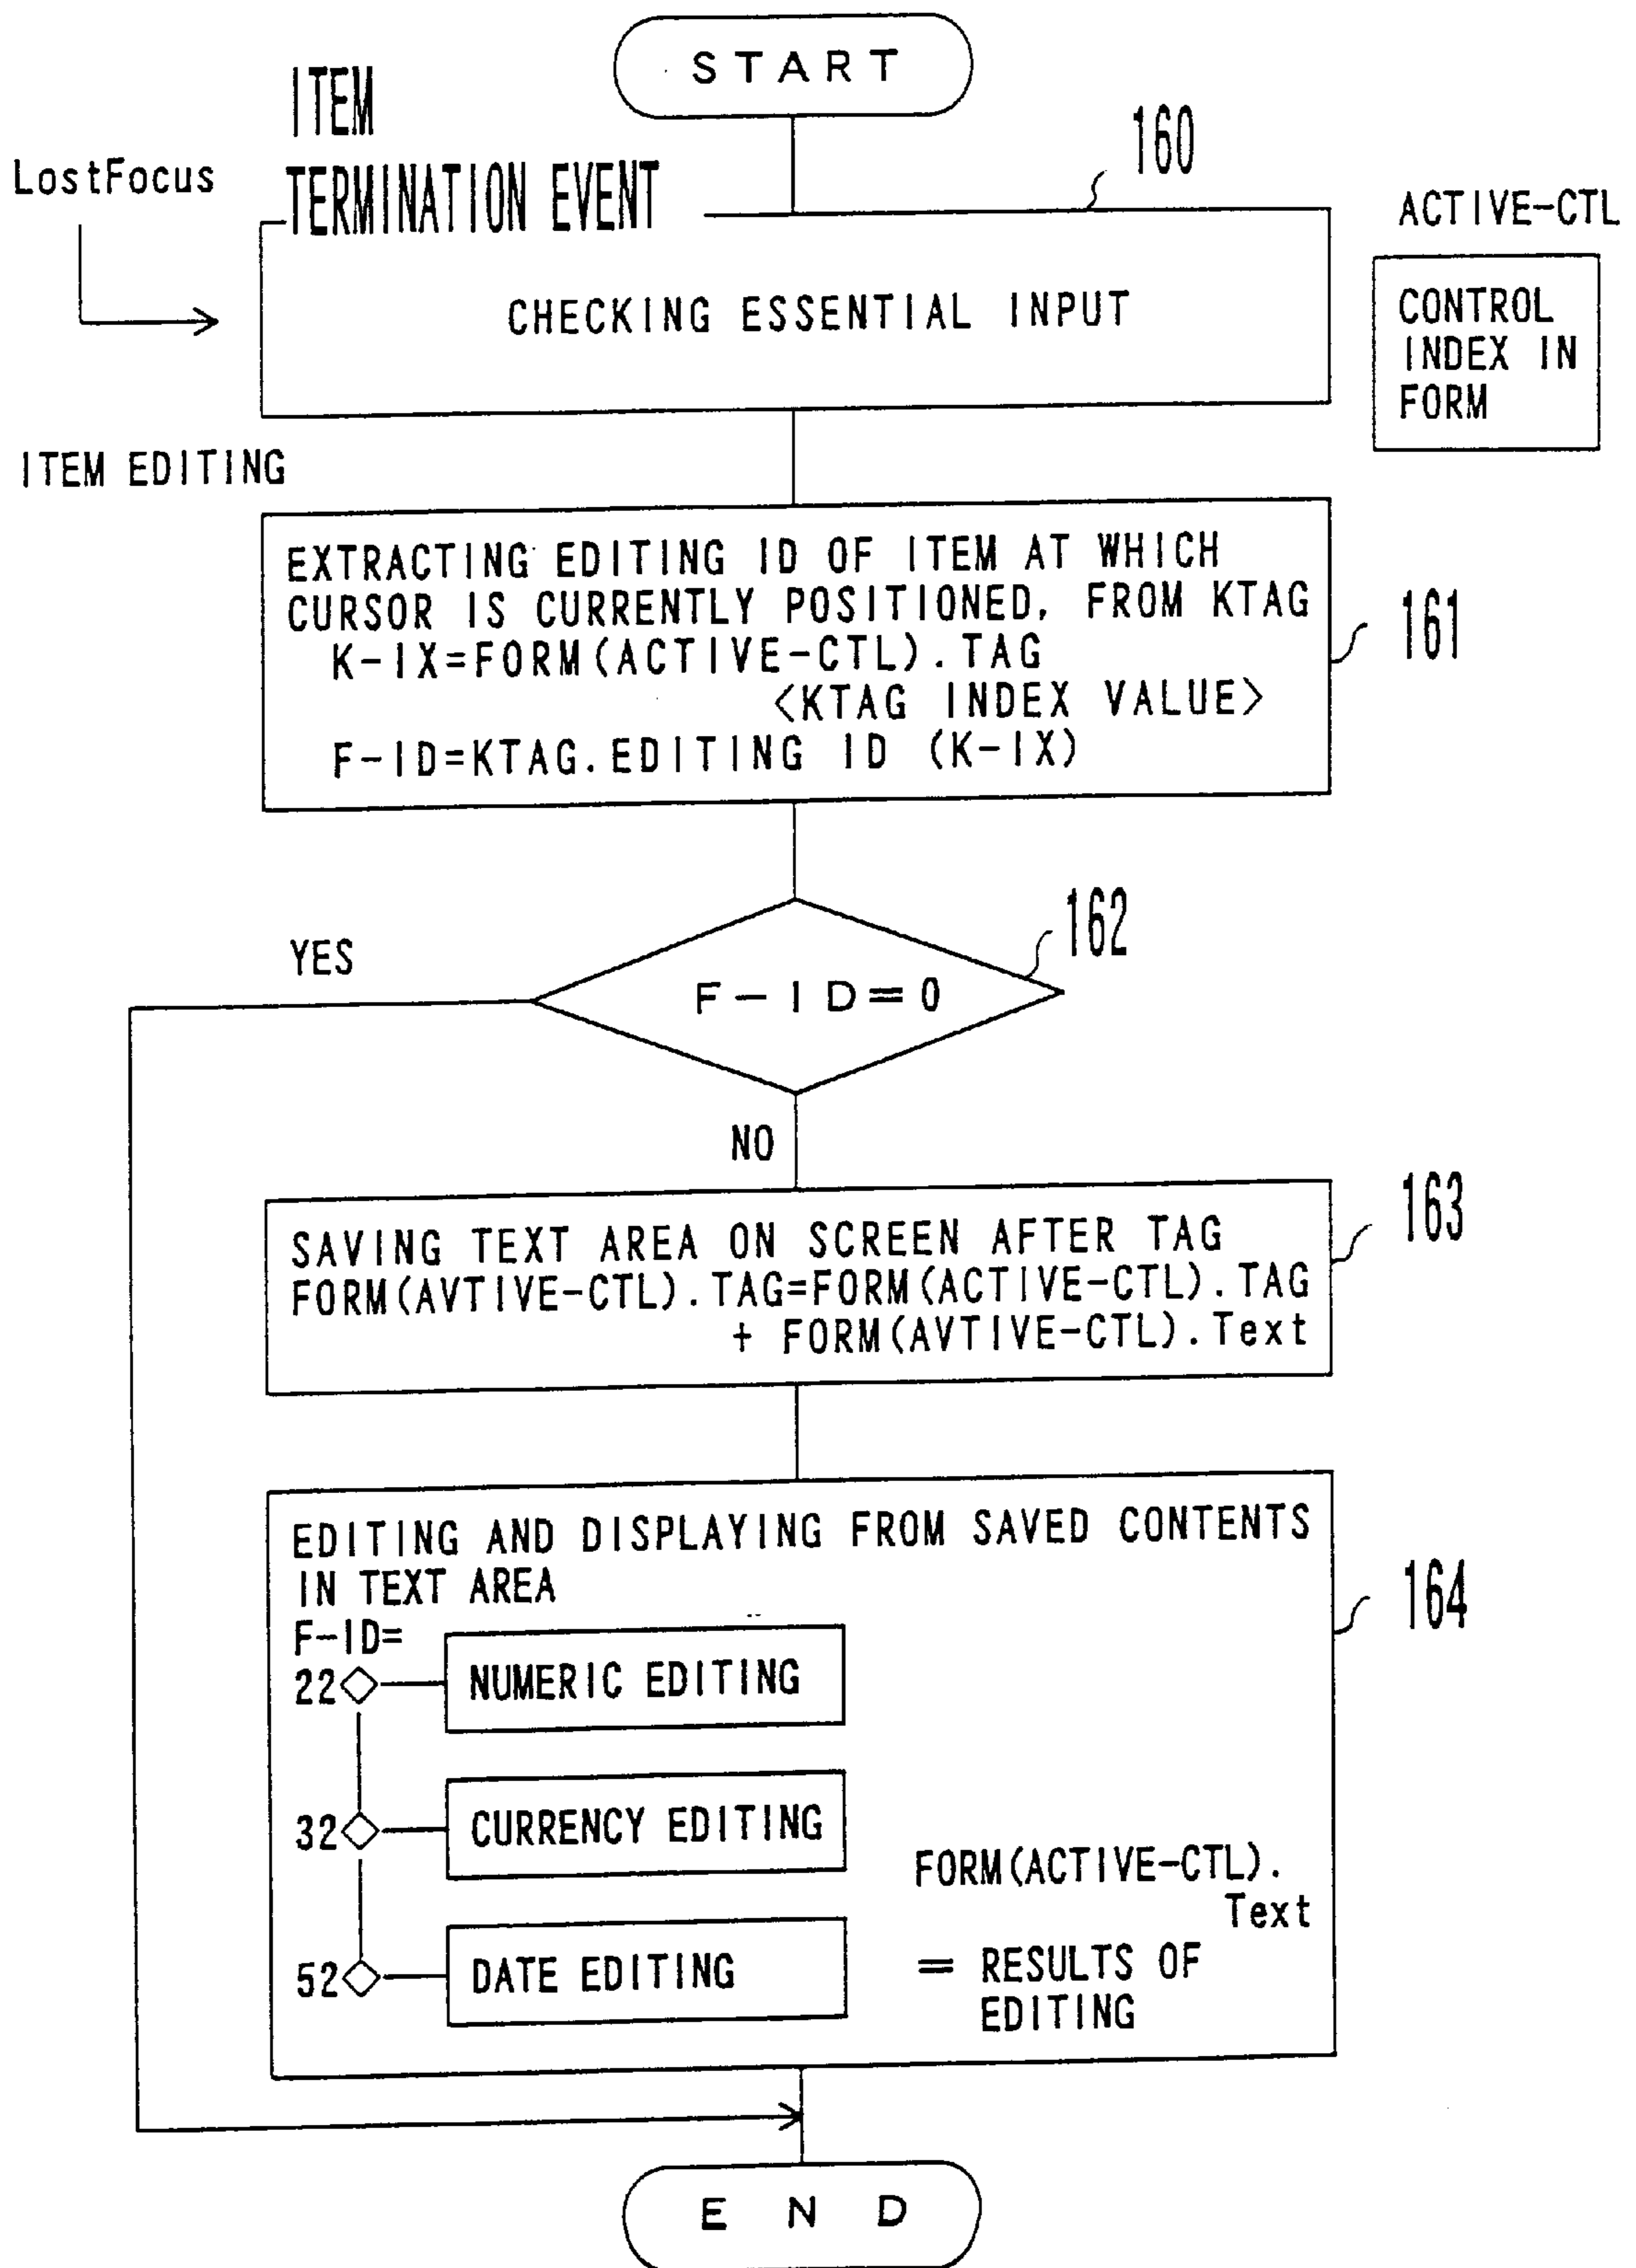 START
ITEM
TERMINATION EVENT
160
LostFocus
ACTIVE-CTL
CHECKING ESSENTIAL INPUT
CONTROL
INDEX IN
FORM
ITEM EDITING
EXTRACTING EDITING ID OF ITEM AT WHICH
CURSOR IS CURRENTLY POSITIONED, FROM KTAG
K-IX=FORM(ACTIVE-CTL).TAG
<KTAG INDEX VALUE>
F-ID=KTAG.EDITING ID (K-IX)
161
162
YES
F-ID=0
NO
163
SAVING TEXT AREA ON SCREEN AFTER TAG
FORM(AVTIVE-CTL).TAG=FORM(ACTIVE-CTL).TAG
+ FORM(AVTIVE-CTL).Text
EDITING AND DISPLAYING FROM SAVED CONTENTS
IN TEXT AREA
164
F-ID=
22
NUMERIC EDITING
32
CURRENCY EDITING
52
DATE EDITING
FORM(ACTIVE-CTL).
Text
= RESULTS OF
EDITING
END